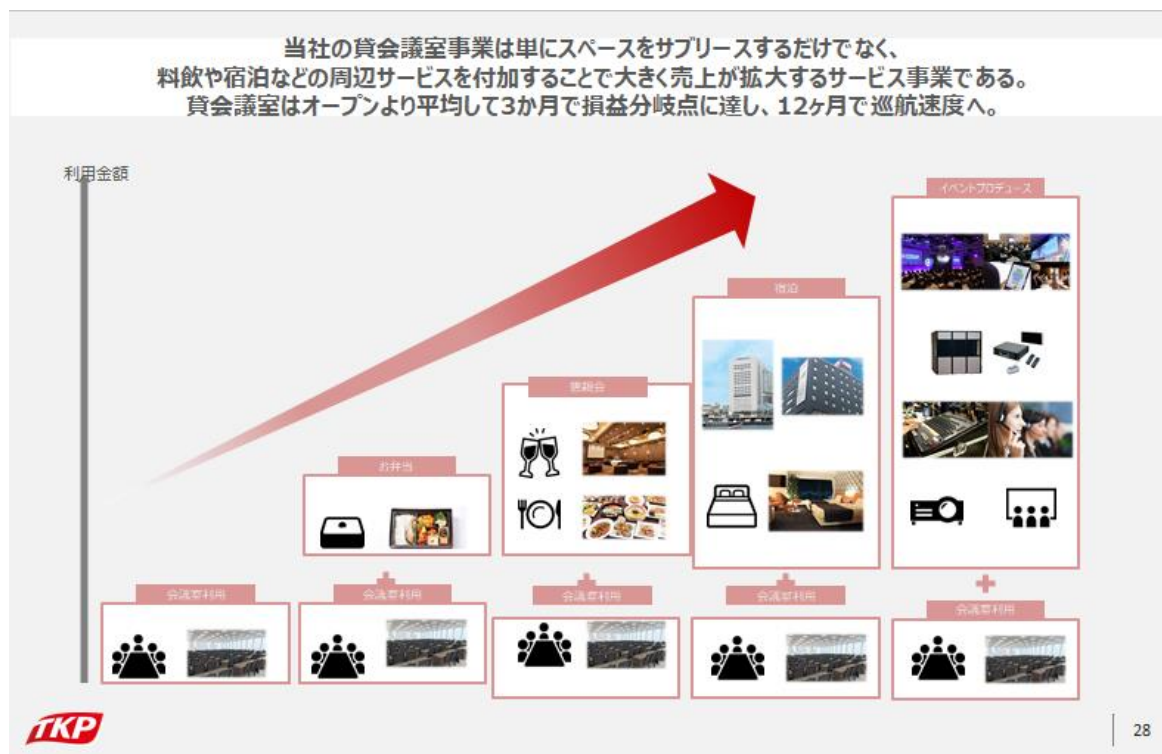 当社の貸会議室事業は単にスペースをサブリースするだけでなく、
料飲や宿泊などの周辺サービスを付加することで大きく売上が拡大するサービス事業である。
貸会議室はオープンより平均して3か月で損益分岐点に達し、12ヶ月で巡航速度へ。
利用金額
イベントプロデュース
宿泊
懇親会
お弁当
会議室利用
会議室利用
会議室利用
会議室利用
会議室利用
TKP
28